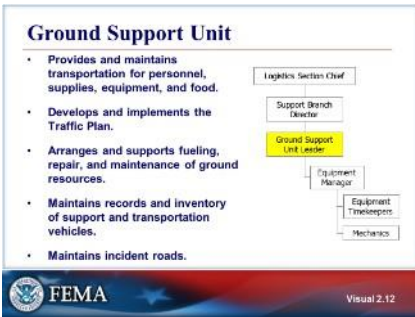 Ground Support Unit
• Provides and maintains
transportation for personnel,
supplies, equipment, and food.
• Develops and implements the
Traffic Plan.
• Arranges and supports fueling,
repair, and maintenance of ground
resources.
• Maintains records and inventory
of support and transportation
vehicles.
• Maintains incident roads.
Logistics Section Chief
Support Branch
Director
Ground Support
Unit Leader
Equipment
Manager
Equipment
Timekeepers
Mechanics
FEMA
Visual 2.12